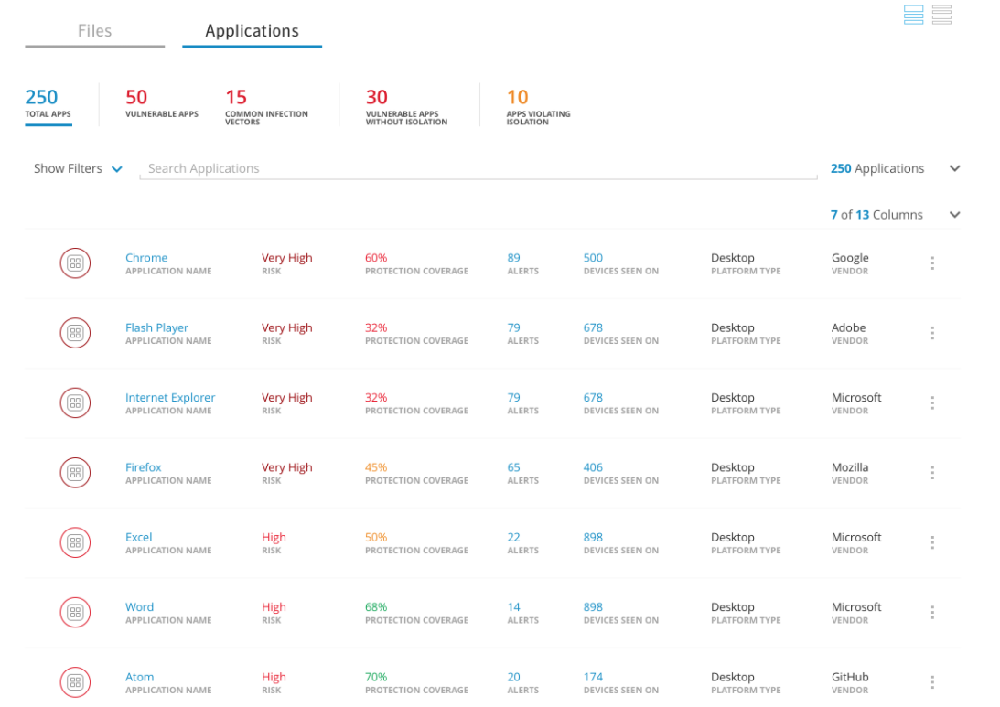 Files Applications
250 50 15 30 10
TOTAL APPS VULNERABLE APPS COMMON INFECTION VULNERABLE APPS APPS VIOLATING
VECTORS WITHOUT ISOLATION ISOLATION
Show Filters Search Applications 250 Applications
7 of 13 Columns
Chrome Very High 60% 89 500 Desktop Google
APPLICATION NAME RISK PROTECTION COVERAGE ALERTS DEVICES SEEN ON PLATFORM TYPE VENDOR
Flash Player Very High 32% 79 678 Desktop Adobe
APPLICATION NAME RISK PROTECTION COVERAGE ALERTS DEVICES SEEN ON PLATFORM TYPE VENDOR
Internet Explorer Very High 32% 79 678 Desktop Microsoft
APPLICATION NAME RISK PROTECTION COVERAGE ALERTS DEVICES SEEN ON PLATFORM TYPE VENDOR
Firefox Very High 45% 65 406 Desktop Mozilla
APPLICATION NAME RISK PROTECTION COVERAGE ALERTS DEVICES SEEN ON PLATFORM TYPE VENDOR
Excel High 50% 22 898 Desktop Microsoft
APPLICATION NAME RISK PROTECTION COVERAGE ALERTS DEVICES SEEN ON PLATFORM TYPE VENDOR
Word High 68% 14 898 Desktop Microsoft
APPLICATION NAME RISK PROTECTION COVERAGE ALERTS DEVICES SEEN ON PLATFORM TYPE VENDOR
Atom High 70% 20 174 Desktop GitHub
APPLICATION NAME RISK PROTECTION COVERAGE ALERTS DEVICES SEEN ON PLATFORM TYPE VENDOR